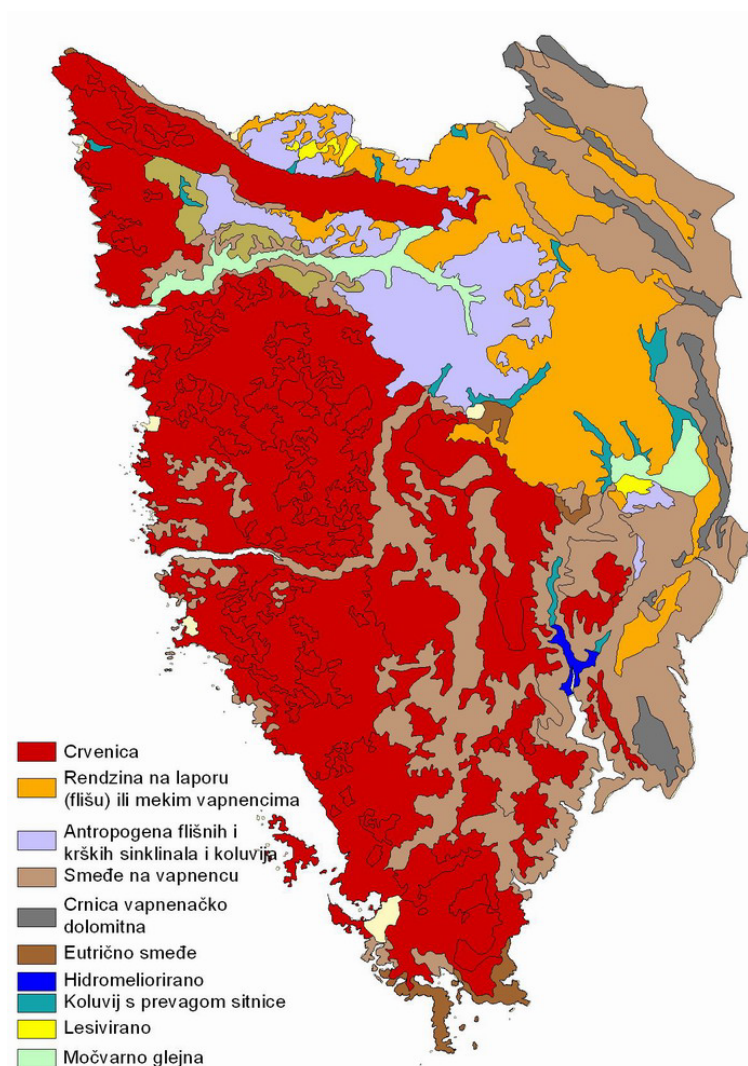 Crvenica
Rendzina na laporu
(flišu) ili mekim vapnencima
Antropogena flišnih i
krških sinklinala i koluvija
Smeđe na vapnencu
Crnica vapnenačko
dolomitna
Eutrično smeđe
Hidromeliorirano
Koluvij s prevagom sitnice
Lesivirano
Močvarno glejna